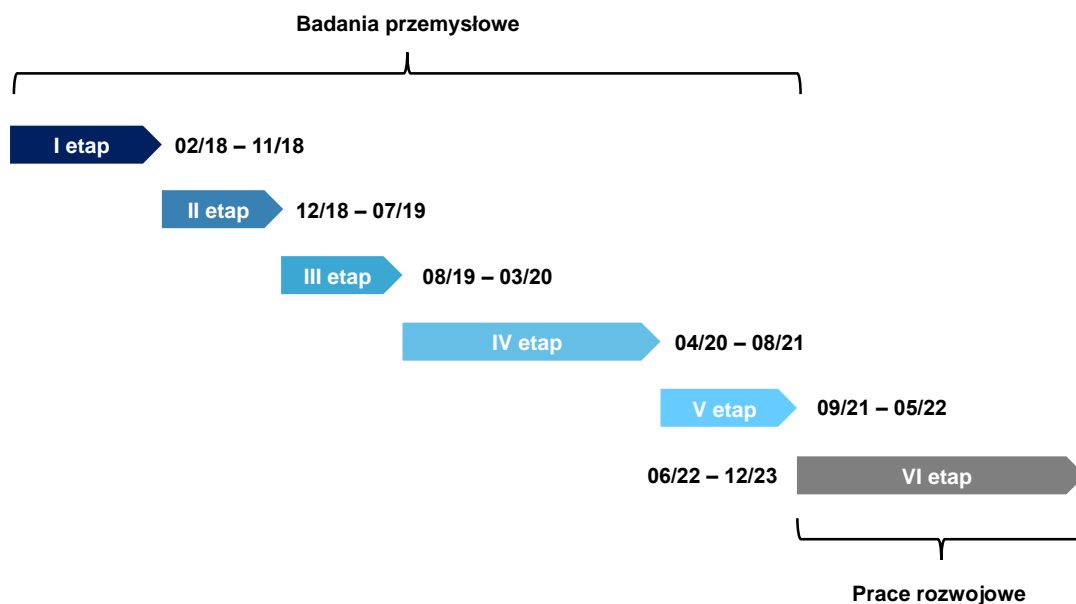 Badania przemysłowe
I etap
02/18 – 11/18
II etap
12/18 – 07/19
III etap
08/19 – 03/20
IV etap
04/20 – 08/21
V etap
09/21 – 05/22
06/22 – 12/23
VI etap
Prace rozwojowe